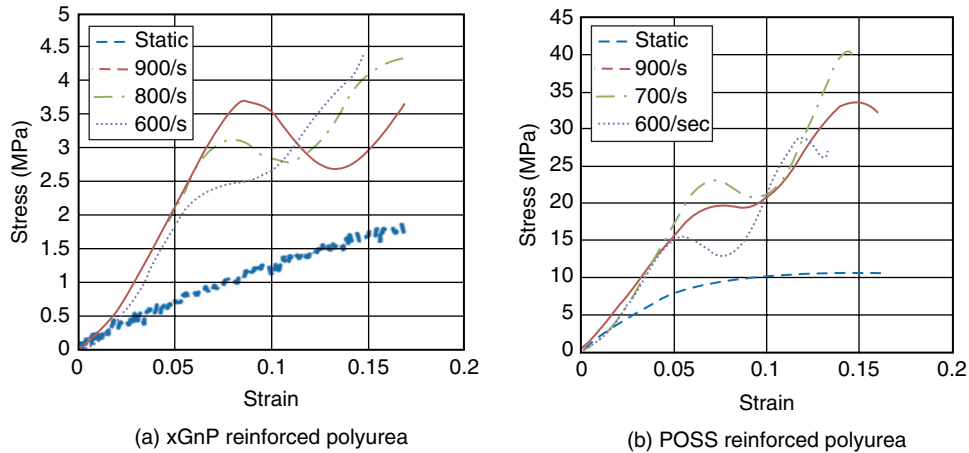 5
4.5
4
3.5
3
2.5
2
1.5
1
0.5
0
Stress (MPa)
Static
900/s
800/s
600/s
0
0.05
0.1
0.15
0.2
Strain
(a) xGnP reinforced polyurea
45
40
35
30
25
20
15
10
5
0
Stress (MPa)
Static
900/s
700/s
600/sec
0
0.05
0.1
0.15
0.2
Strain
(b) POSS reinforced polyurea